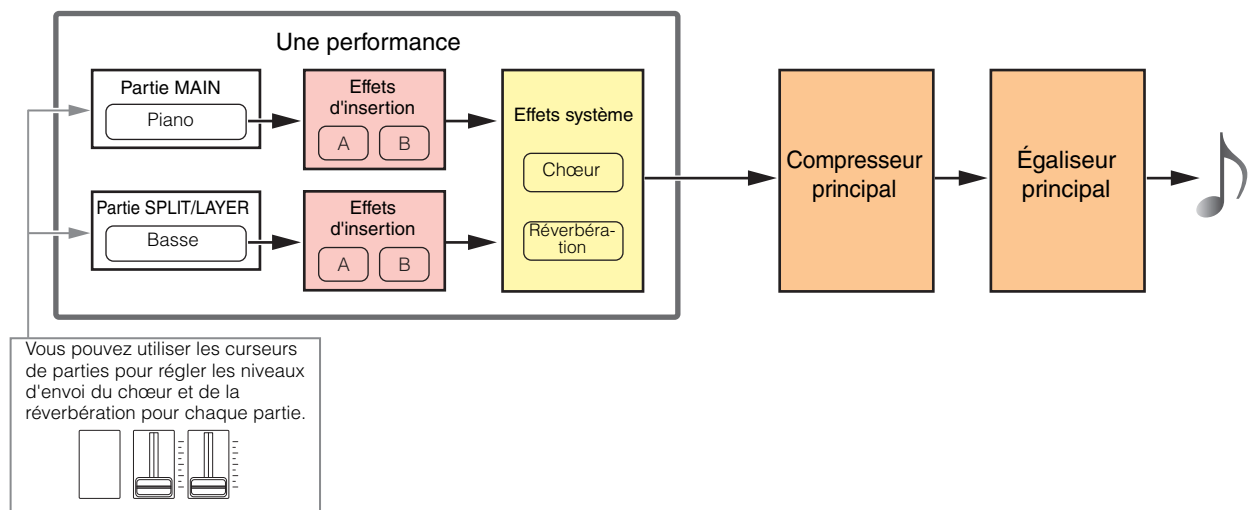 Une performance
Partie MAIN
Piano
Effets
d'insertion
A B
Partie SPLIT/LAYER
Basse
Effets
d'insertion
A B
Effets système
Chœur
Réverbéra-
tion
Compresseur
principal
Égaliseur
principal
Vous pouvez utiliser les curseurs
de parties pour régler les niveaux
d'envoi du chœur et de la
réverbération pour chaque partie.